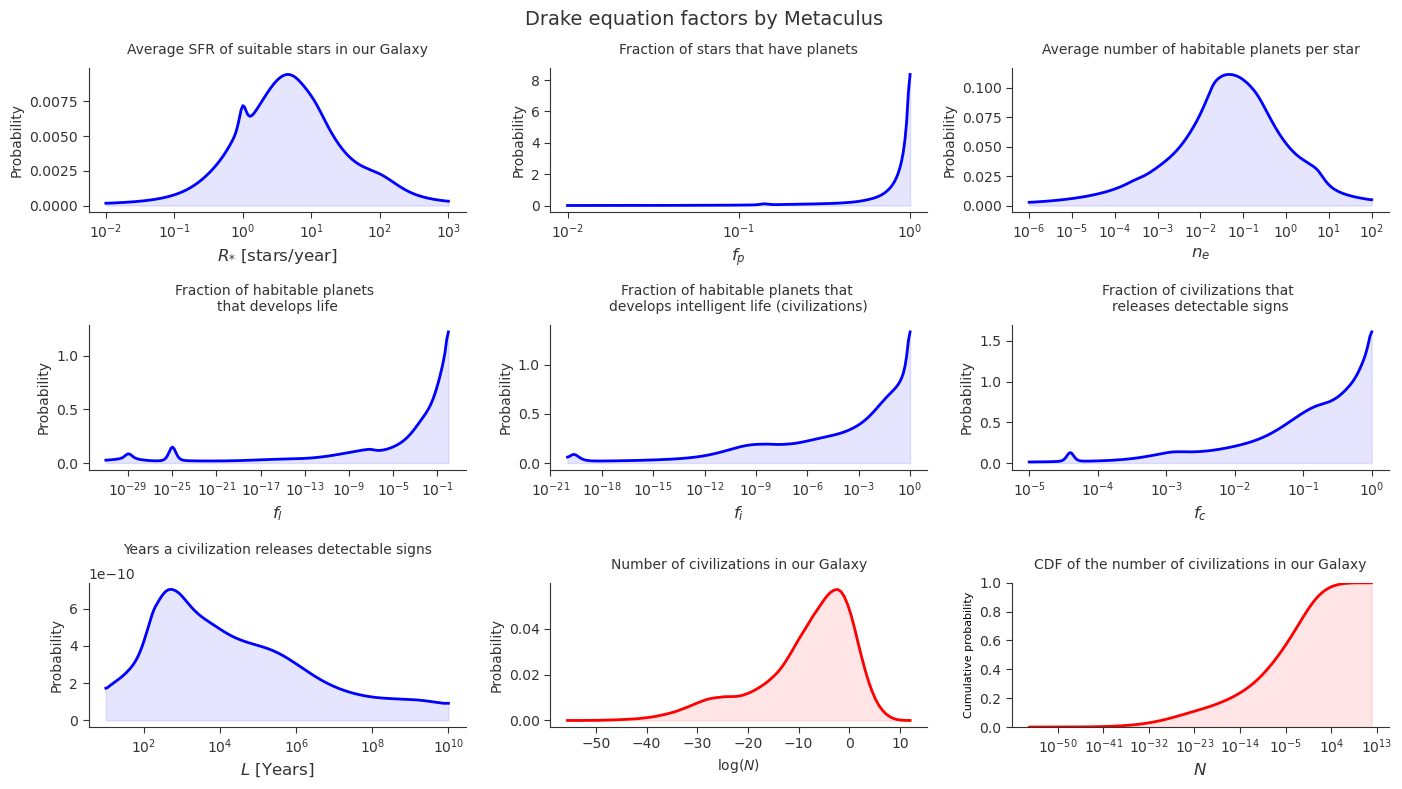 Drake equation factors by Metaculus
Average SFR of suitable stars in our Galaxy
Probability
0.0075
0.0050
0.0025
0.0000
10⁻² 10⁻¹ 10⁰ 10¹ 10² 10³
R* [stars/year]
Fraction of stars that have planets
Probability
8
6
4
2
0
10⁻² 10⁻¹ 10⁰
fₚ
Average number of habitable planets per star
Probability
0.100
0.075
0.050
0.025
0.000
10⁻⁶ 10⁻⁵ 10⁻⁴ 10⁻³ 10⁻² 10⁻¹ 10⁰ 10¹ 10²
nₑ
Fraction of habitable planets
that develops life
Probability
1.0
0.5
0.0
10⁻²⁹ 10⁻²⁵ 10⁻²¹ 10⁻¹⁷ 10⁻¹³ 10⁻⁹ 10⁻⁵ 10⁻¹
fₗ
Fraction of habitable planets that
develops intelligent life (civilizations)
Probability
1.0
0.5
0.0
10⁻²¹ 10⁻¹⁸ 10⁻¹⁵ 10⁻¹² 10⁻⁹ 10⁻⁶ 10⁻³ 10⁰
fᵢ
Fraction of civilizations that
releases detectable signs
Probability
1.5
1.0
0.5
0.0
10⁻⁵ 10⁻⁴ 10⁻³ 10⁻² 10⁻¹ 10⁰
f_c
Years a civilization releases detectable signs
1e−10
Probability
6
4
2
0
10² 10⁴ 10⁶ 10⁸ 10¹⁰
L [Years]
Number of civilizations in our Galaxy
Probability
0.04
0.02
0.00
−50 −40 −30 −20 −10 0 10
log(N)
CDF of the number of civilizations in our Galaxy
Cumulative probability
1.0
0.8
0.6
0.4
0.2
0.0
10⁻⁵⁰ 10⁻⁴¹ 10⁻³² 10⁻²³ 10⁻¹⁴ 10⁻⁵ 10⁴ 10¹³
N